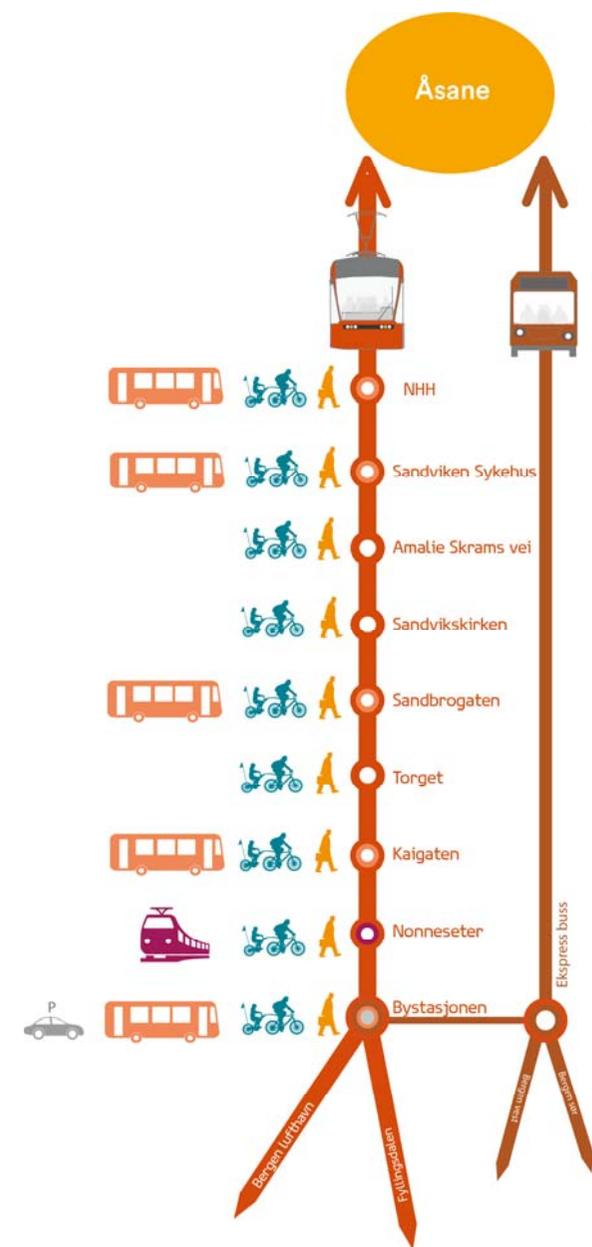 Åsane
NHH
Sandviken Sykehus
Amalie Skrams vei
Sandvikskirken
Sandbrogaten
Torget
Kaigaten
Nonneseter
Ekspress buss
P
Bystasjonen
Bergen lufthavn
Fyllingsdalen
Bergen vest
Bergen sør